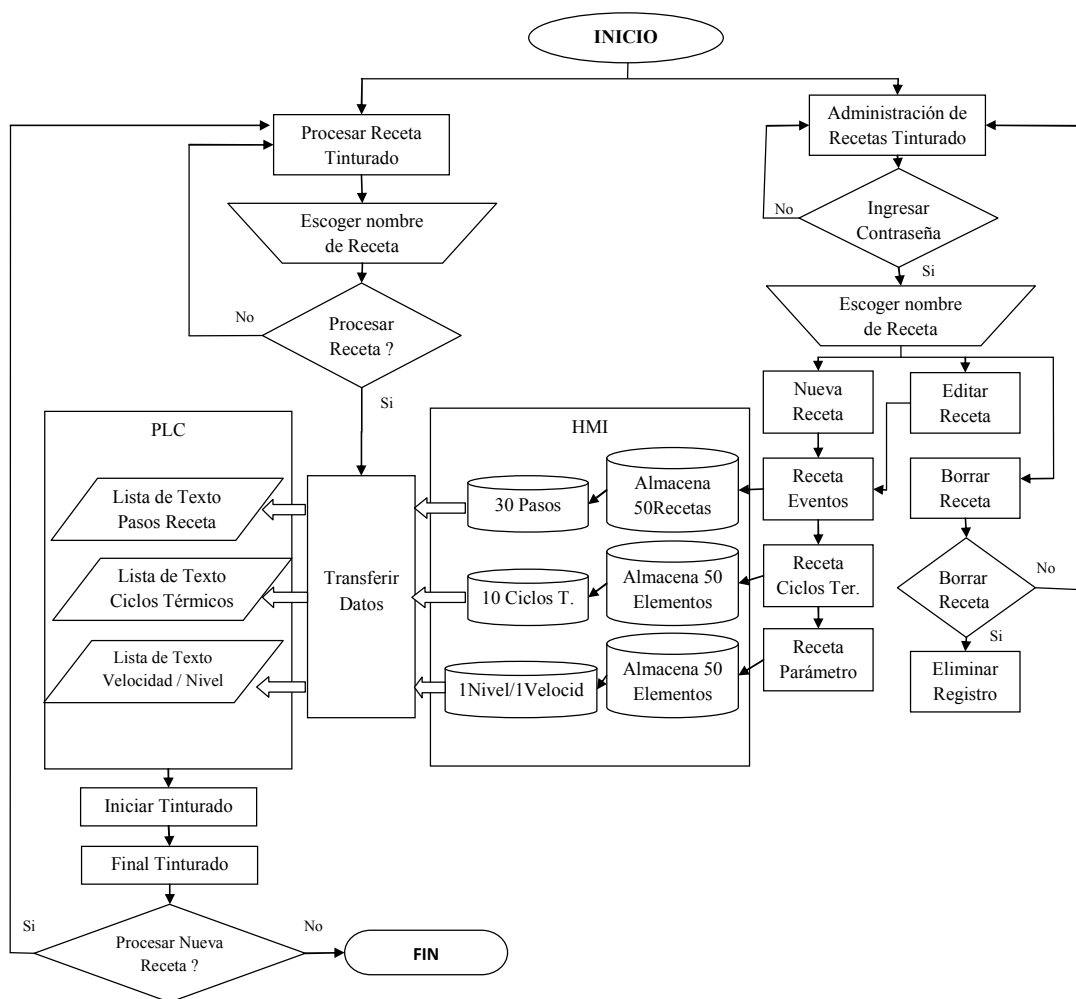 INICIO
Procesar Receta
Tinturado
Administración de
Recetas Tinturado
Escoger nombre
de Receta
No
Ingresar
Contraseña
Si
No
Procesar
Receta ?
Si
Escoger nombre
de Receta
Nueva
Receta
Editar
Receta
PLC
HMI
Lista de Texto
Pasos Receta
30 Pasos
Almacena
50Recetas
Receta
Eventos
Borrar
Receta
Transferir
Datos
Lista de Texto
Ciclos Térmicos
10 Ciclos T.
Almacena 50
Elementos
Receta
Ciclos Ter.
Borrar
Receta
No
Si
Lista de Texto
Velocidad / Nivel
1Nivel/1Velocid
Almacena 50
Elementos
Receta
Parámetro
Eliminar
Registro
Iniciar Tinturado
Final Tinturado
Si
Procesar Nueva
Receta ?
No
FIN